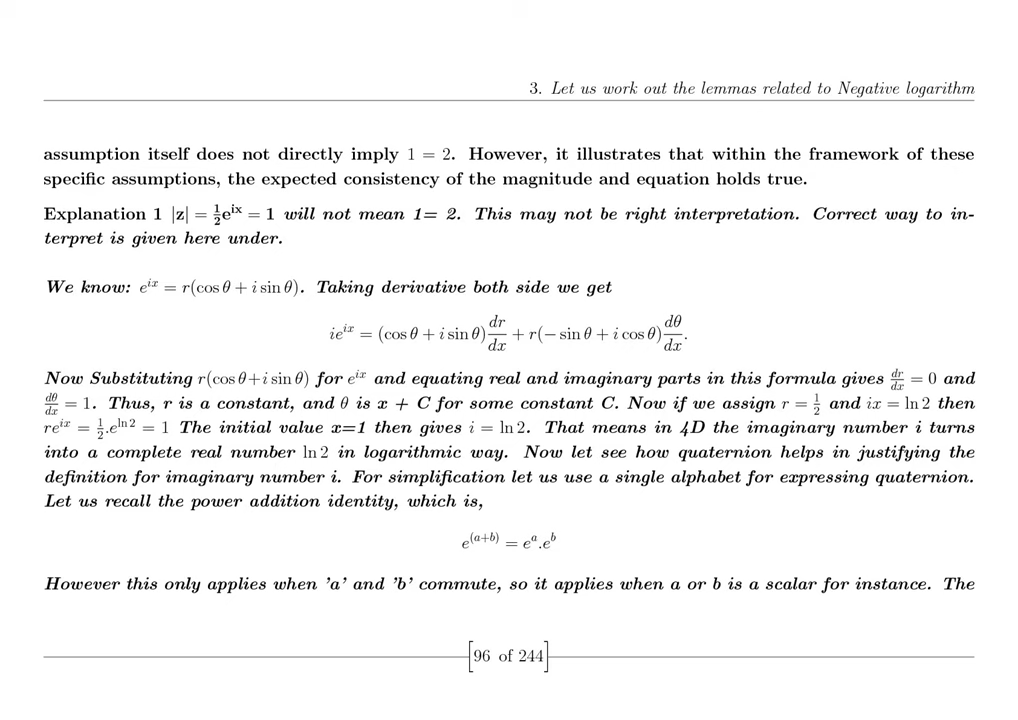 3. Let us work out the lemmas related to Negative logarithm
assumption itself does not directly imply 1 = 2. However, it illustrates that within the framework of these
specific assumptions, the expected consistency of the magnitude and equation holds true.
Explanation 1 |z| = \frac{1}{2}e^{ix} = 1 will not mean 1= 2. This may not be right interpretation. Correct way to in-
terpret is given here under.
We know: e^{ix} = r(cos θ + i sin θ). Taking derivative both side we get
ie^{ix} = (cos θ + i sin θ)\frac{dr}{dx} + r(− sin θ + i cos θ)\frac{dθ}{dx}.
Now Substituting r(cos θ+i sin θ) for e^{ix} and equating real and imaginary parts in this formula gives \frac{dr}{dx} = 0 and
\frac{dθ}{dx} = 1. Thus, r is a constant, and θ is x + C for some constant C. Now if we assign r = \frac{1}{2} and ix = ln 2 then
re^{ix} = \frac{1}{2}.e^{ln 2} = 1 The initial value x=1 then gives i = ln 2. That means in 4D the imaginary number i turns
into a complete real number ln 2 in logarithmic way. Now let see how quaternion helps in justifying the
definition for imaginary number i. For simplification let us use a single alphabet for expressing quaternion.
Let us recall the power addition identity, which is,
e^{(a+b)} = e^{a}.e^{b}
However this only applies when 'a' and 'b' commute, so it applies when a or b is a scalar for instance. The
[96 of 244]